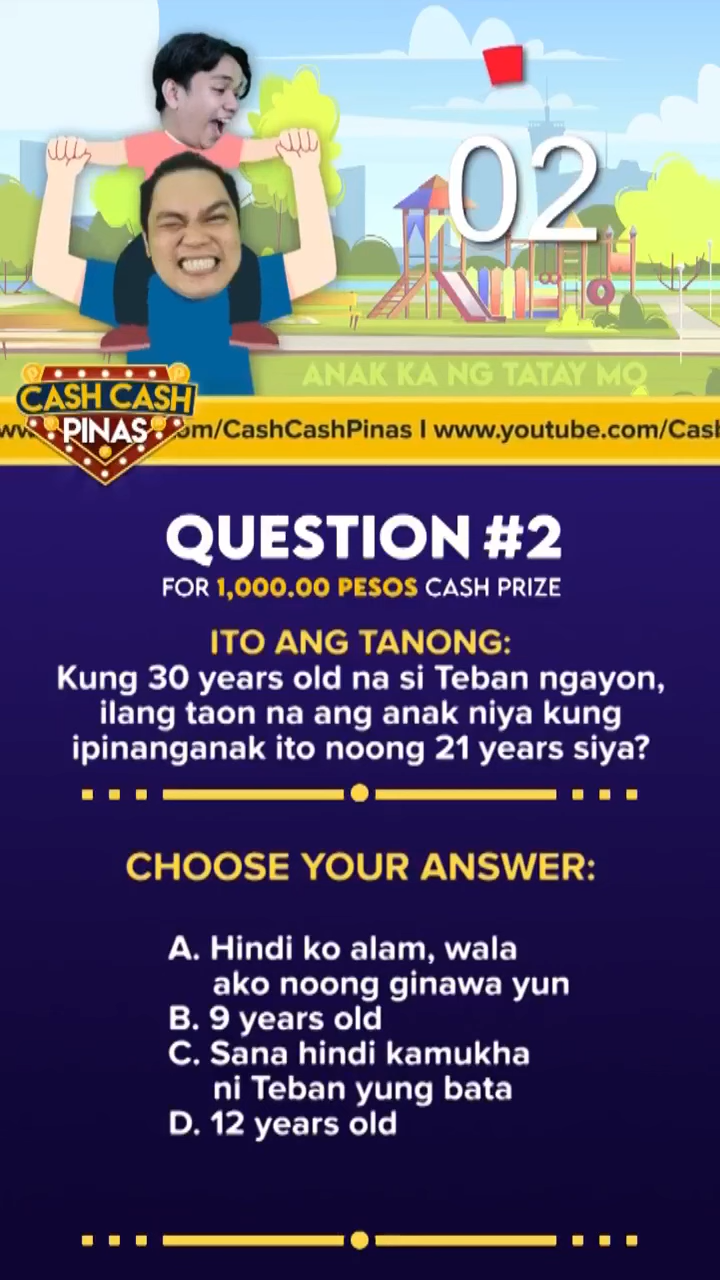 02
ANAK KA NG TATAY MO
CASH CASH
PINAS
om/CashCashPinas | www.youtube.com/Cash
QUESTION #2
FOR 1,000.00 PESOS CASH PRIZE
ITO ANG TANONG:
Kung 30 years old na si Teban ngayon,
ilang taon na ang anak niya kung
ipinanganak ito noong 21 years siya?
CHOOSE YOUR ANSWER:
A. Hindi ko alam, wala
ako noong ginawa yun
B. 9 years old
C. Sana hindi kamukha
ni Teban yung bata
D. 12 years old